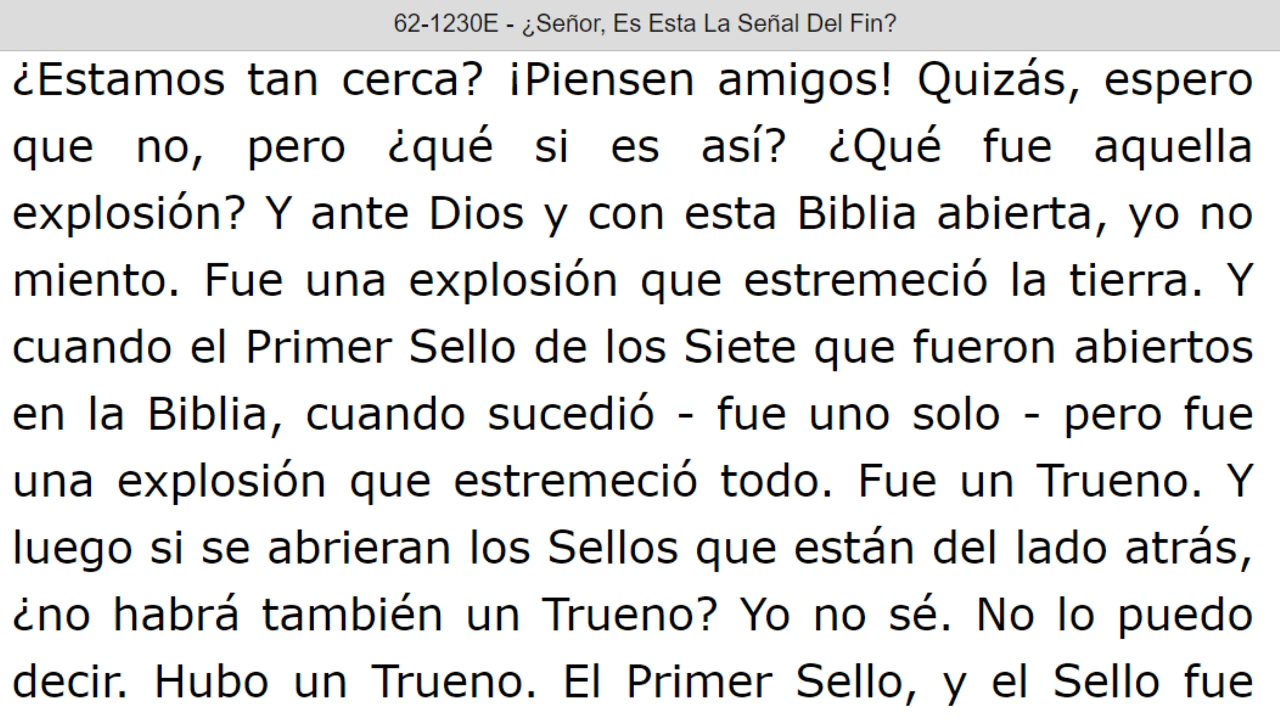 62-1230E - ¿Señor, Es Esta La Señal Del Fin?
¿Estamos tan cerca? ¡Piensen amigos! Quizás, espero
que no, pero ¿qué si es así? ¿Qué fue aquella
explosión? Y ante Dios y con esta Biblia abierta, yo no
miento. Fue una explosión que estremeció la tierra. Y
cuando el Primer Sello de los Siete que fueron abiertos
en la Biblia, cuando sucedió - fue uno solo - pero fue
una explosión que estremeció todo. Fue un Trueno. Y
luego si se abrieran los Sellos que están del lado atrás,
¿no habrá también un Trueno? Yo no sé. No lo puedo
decir. Hubo un Trueno. El Primer Sello, y el Sello fue